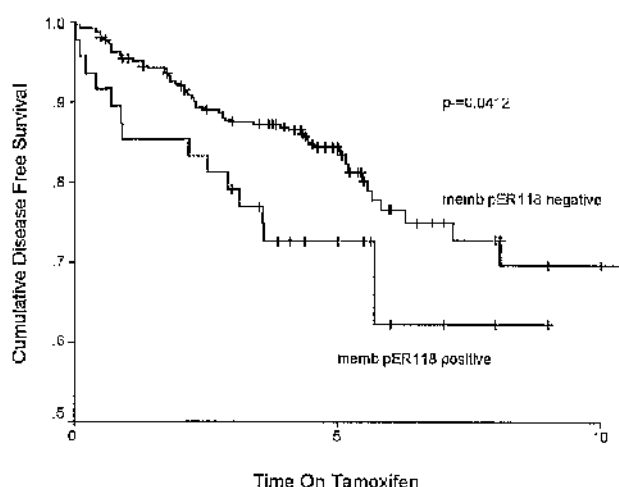 Cumulative Disease Free Survival
1.0
.9
.8
.7
.6
.5
p=0.0412
memb pER118 negative
memb pER118 positive
0
5
10
Time On Tamoxifen